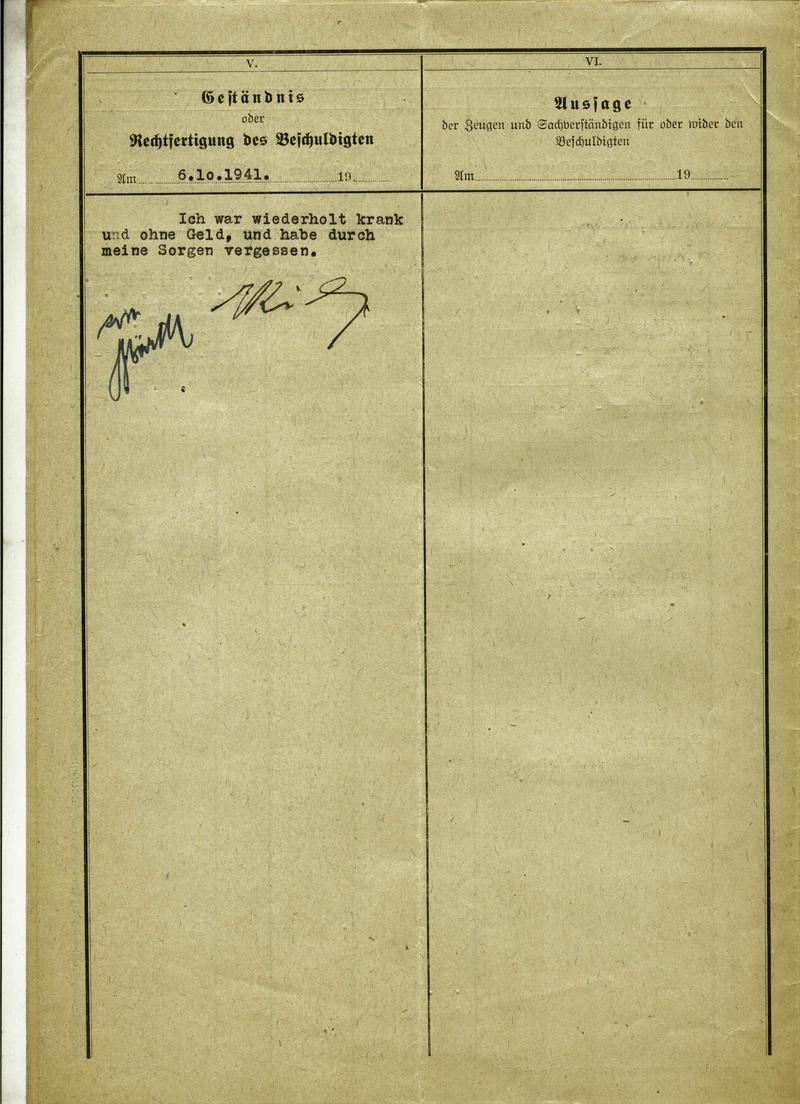 V.
Geständnis
oder
Rechtfertigung des Beschuldigten
Am 6.10.1941. 19
Ich war wiederholt krank
und ohne Geld, und habe durch
meine Sorgen vergessen.
VI.
Aussage
der Zeugen und Sachverständigen für oder wider den
Beschuldigten
Am 19